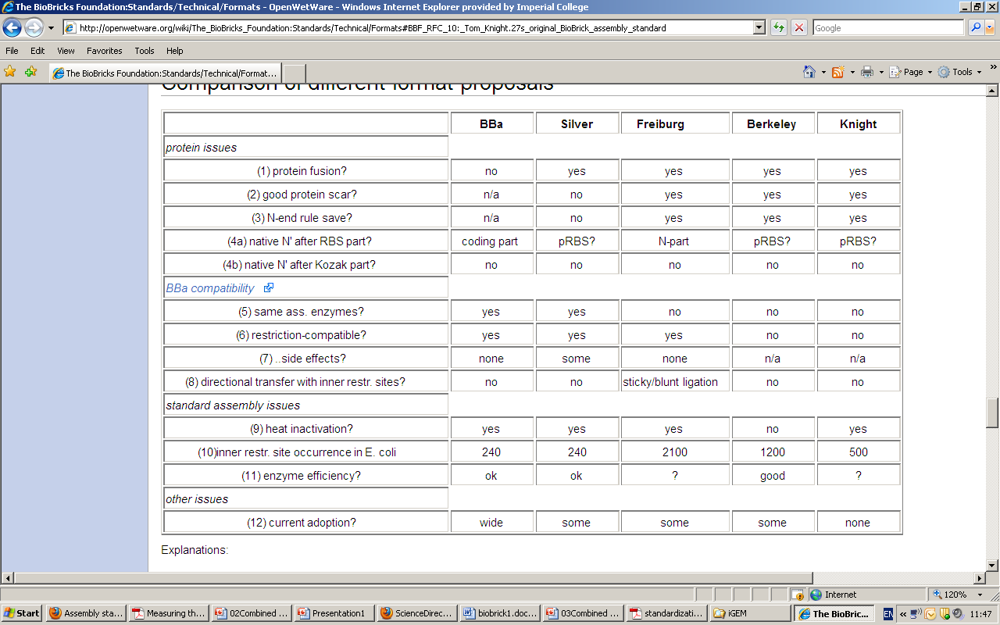 The BioBricks Foundation:Standards/Technical/Formats - OpenWetWare - Windows Internet Explorer provided by Imperial College
http://openwetware.org/wiki/The_BioBricks_Foundation:Standards/Technical/Formats#BBF_RFC_10:_Tom_Knight.27s_original_BioBrick_assembly_standard Google
File Edit View Favorites Tools Help
The BioBricks Foundation:Standards/Technical/Format... Page Tools »
Comparison of different format proposals
BBa Silver Freiburg Berkeley Knight
protein issues
(1) protein fusion? no yes yes yes yes
(2) good protein scar? n/a no yes yes yes
(3) N-end rule save? n/a no yes yes yes
(4a) native N' after RBS part? coding part pRBS? N-part pRBS? pRBS?
(4b) native N' after Kozak part? no no no no no
BBa compatibility
(5) same ass. enzymes? yes yes no no no
(6) restriction-compatible? yes yes yes no no
(7) ..side effects? none some none n/a n/a
(8) directional transfer with inner restr. sites? no no sticky/blunt ligation no no
standard assembly issues
(9) heat inactivation? yes yes yes no yes
(10)inner restr. site occurrence in E. coli 240 240 2100 1200 500
(11) enzyme efficiency? ok ok ? good ?
other issues
(12) current adoption? wide some some some none
Explanations:
Internet 120%
Start Assembly sta... Measuring th... 02Combined ... Presentation1 ScienceDirec... biobrick1.doc... 03Combined ... standardizati... iGEM The BioBric... EN « 11:47